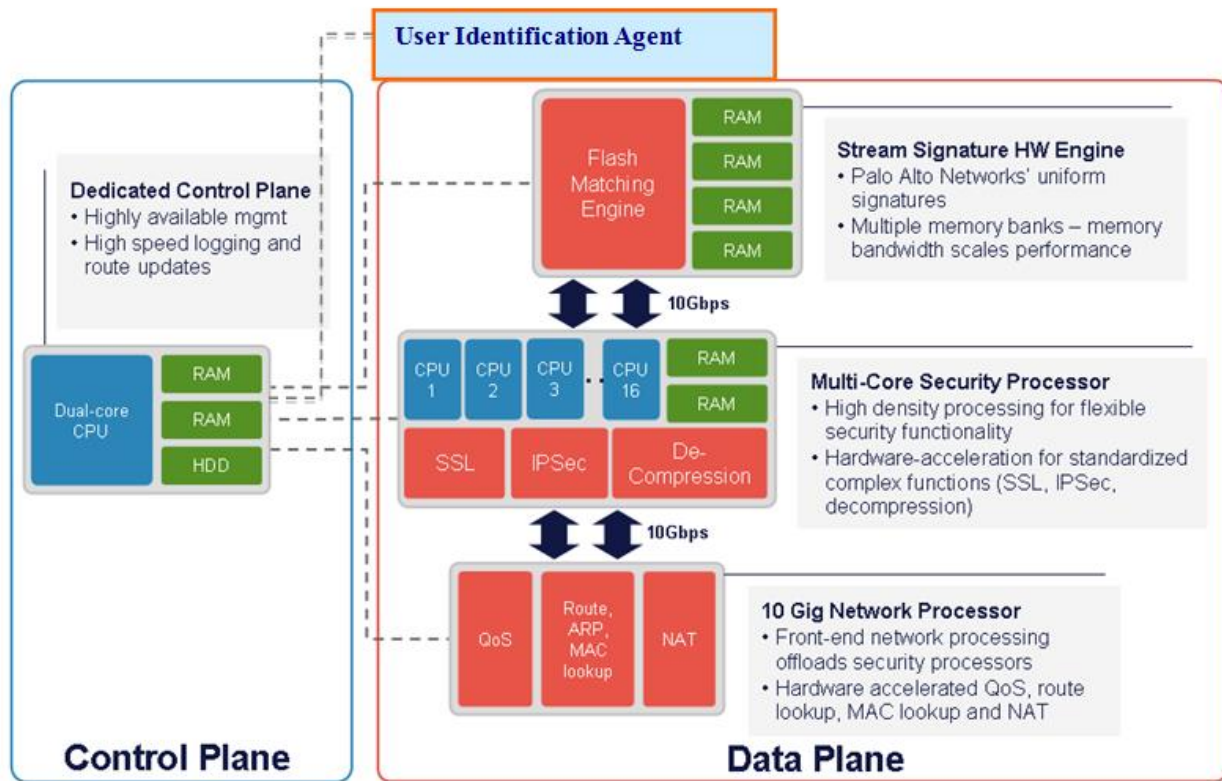 User Identification Agent
Dedicated Control Plane
• Highly available mgmt
• High speed logging and
route updates
Dual-core
CPU
RAM
RAM
HDD
Control Plane
Flash
Matching
Engine
RAM
RAM
RAM
RAM
Stream Signature HW Engine
• Palo Alto Networks' uniform
signatures
• Multiple memory banks – memory
bandwidth scales performance
10Gbps
CPU
1
CPU
2
CPU
3
..
CPU
16
RAM
RAM
SSL
IPSec
De-
Compression
Multi-Core Security Processor
• High density processing for flexible
security functionality
• Hardware-acceleration for standardized
complex functions (SSL, IPSec,
decompression)
10Gbps
QoS
Route,
ARP,
MAC
lookup
NAT
10 Gig Network Processor
• Front-end network processing
offloads security processors
• Hardware accelerated QoS, route
lookup, MAC lookup and NAT
Data Plane